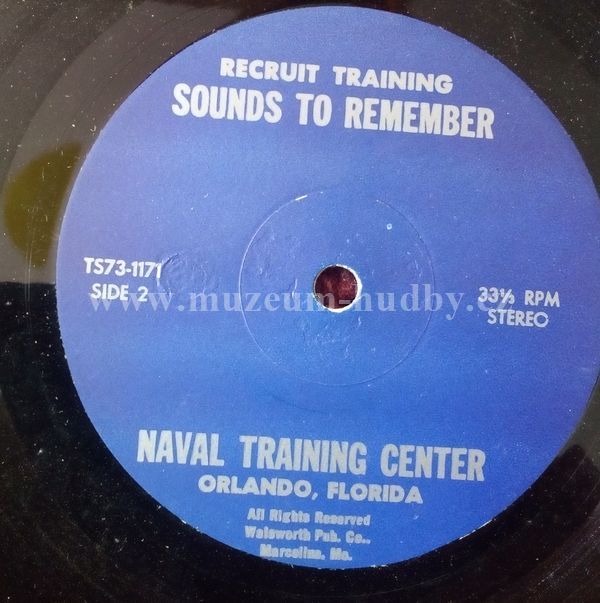 RECRUIT TRAINING
SOUNDS TO REMEMBER
TS73-1171
SIDE 2
33⅓ RPM
STEREO
www.muzeum-hudby.cz
NAVAL TRAINING CENTER
ORLANDO, FLORIDA
All Rights Reserved
Walsworth Pub. Co.,
Marceline, Mo.